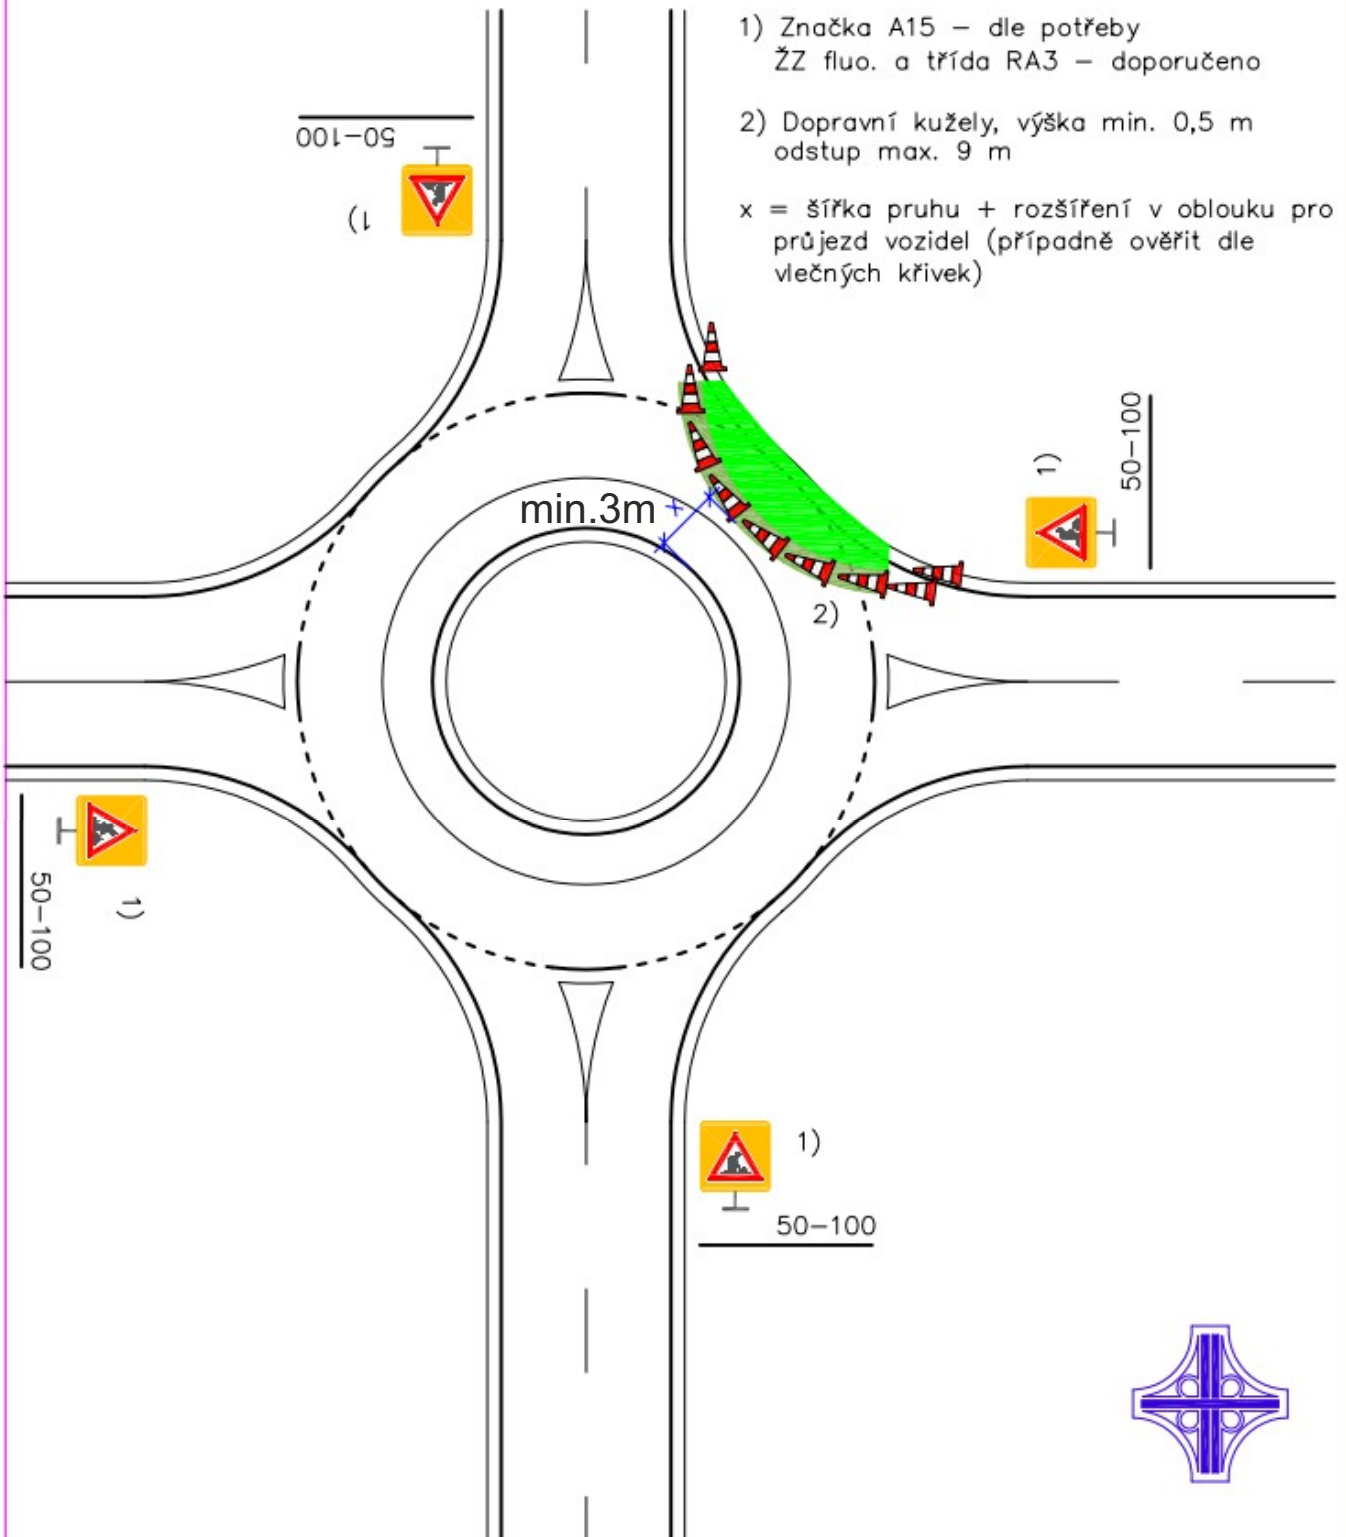 1) Značka A15 – dle potřeby
ŽZ fluo. a třída RA3 – doporučeno
2) Dopravní kužely, výška min. 0,5 m
odstup max. 9 m
x = šířka pruhu + rozšíření v oblouku pro
průjezd vozidel (případně ověřit dle
vlečných křivek)
50–100
1)
50–100
1)
min.3m
x
2)
1)
50–100
1)
50–100